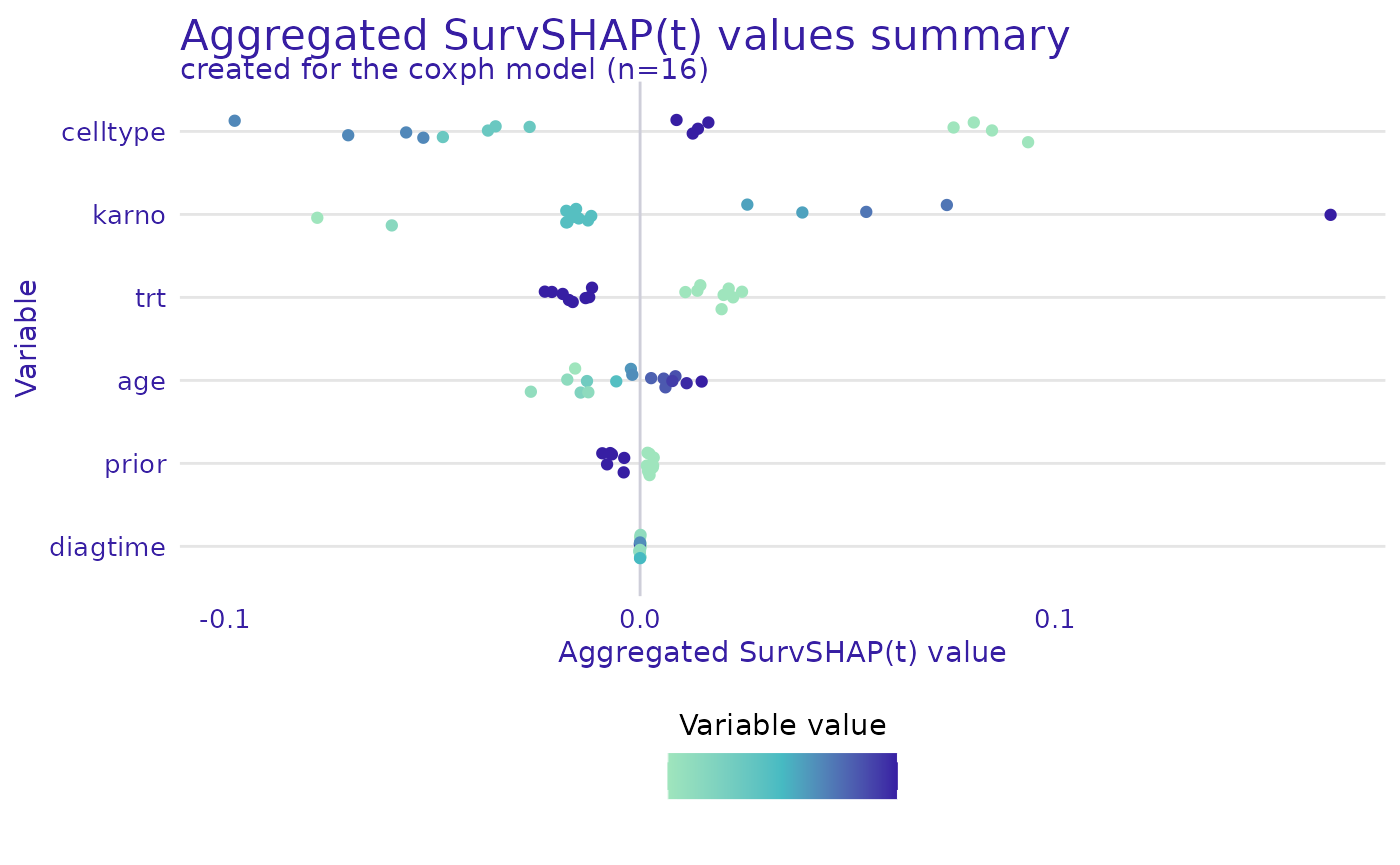 Aggregated SurvSHAP(t) values summary
created for the coxph model (n=16)
Variable
celltype
karno
trt
age
prior
diagtime
-0.1 0.0 0.1
Aggregated SurvSHAP(t) value
Variable value